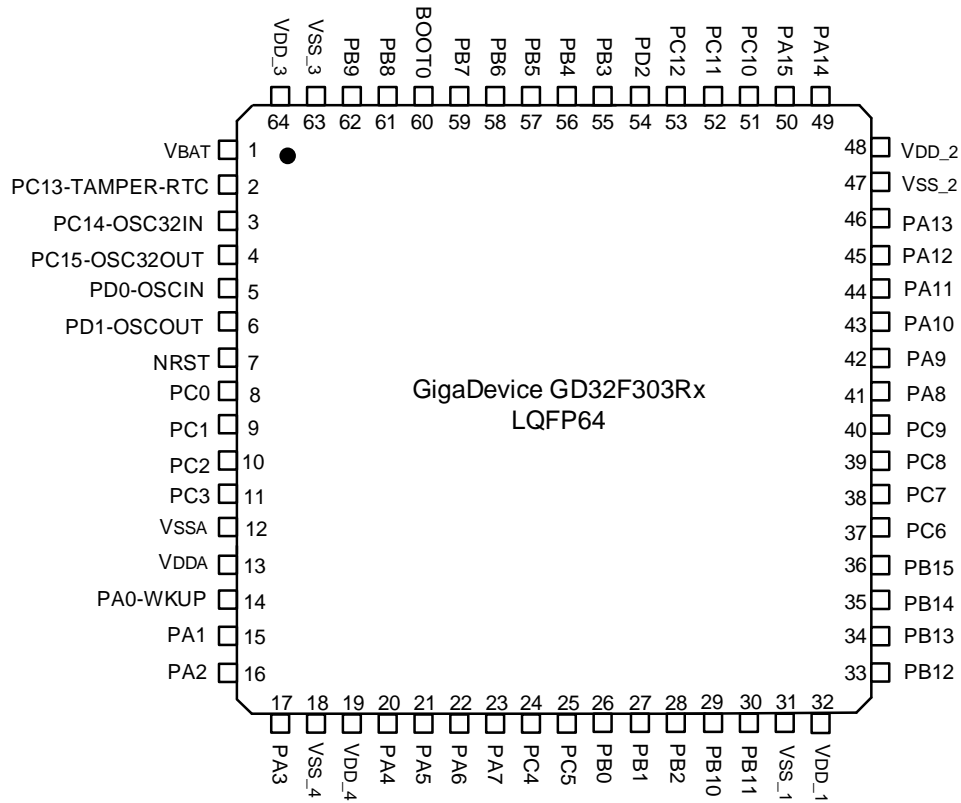 VDD_3
VSS_3
PB9
PB8
BOOT0
PB7
PB6
PB5
PB4
PB3
PD2
PC12
PC11
PC10
PA15
PA14
64 63 62 61 60 59 58 57 56 55 54 53 52 51 50 49
VBAT 1
PC13-TAMPER-RTC 2
PC14-OSC32IN 3
PC15-OSC32OUT 4
PD0-OSCIN 5
PD1-OSCOUT 6
NRST 7
PC0 8
PC1 9
PC2 10
PC3 11
VSSA 12
VDDA 13
PA0-WKUP 14
PA1 15
PA2 16
GigaDevice GD32F303Rx
LQFP64
48 VDD_2
47 VSS_2
46 PA13
45 PA12
44 PA11
43 PA10
42 PA9
41 PA8
40 PC9
39 PC8
38 PC7
37 PC6
36 PB15
35 PB14
34 PB13
33 PB12
17 18 19 20 21 22 23 24 25 26 27 28 29 30 31 32
PA3
VSS_4
VDD_4
PA4
PA5
PA6
PA7
PC4
PC5
PB0
PB1
PB2
PB10
PB11
VSS_1
VDD_1